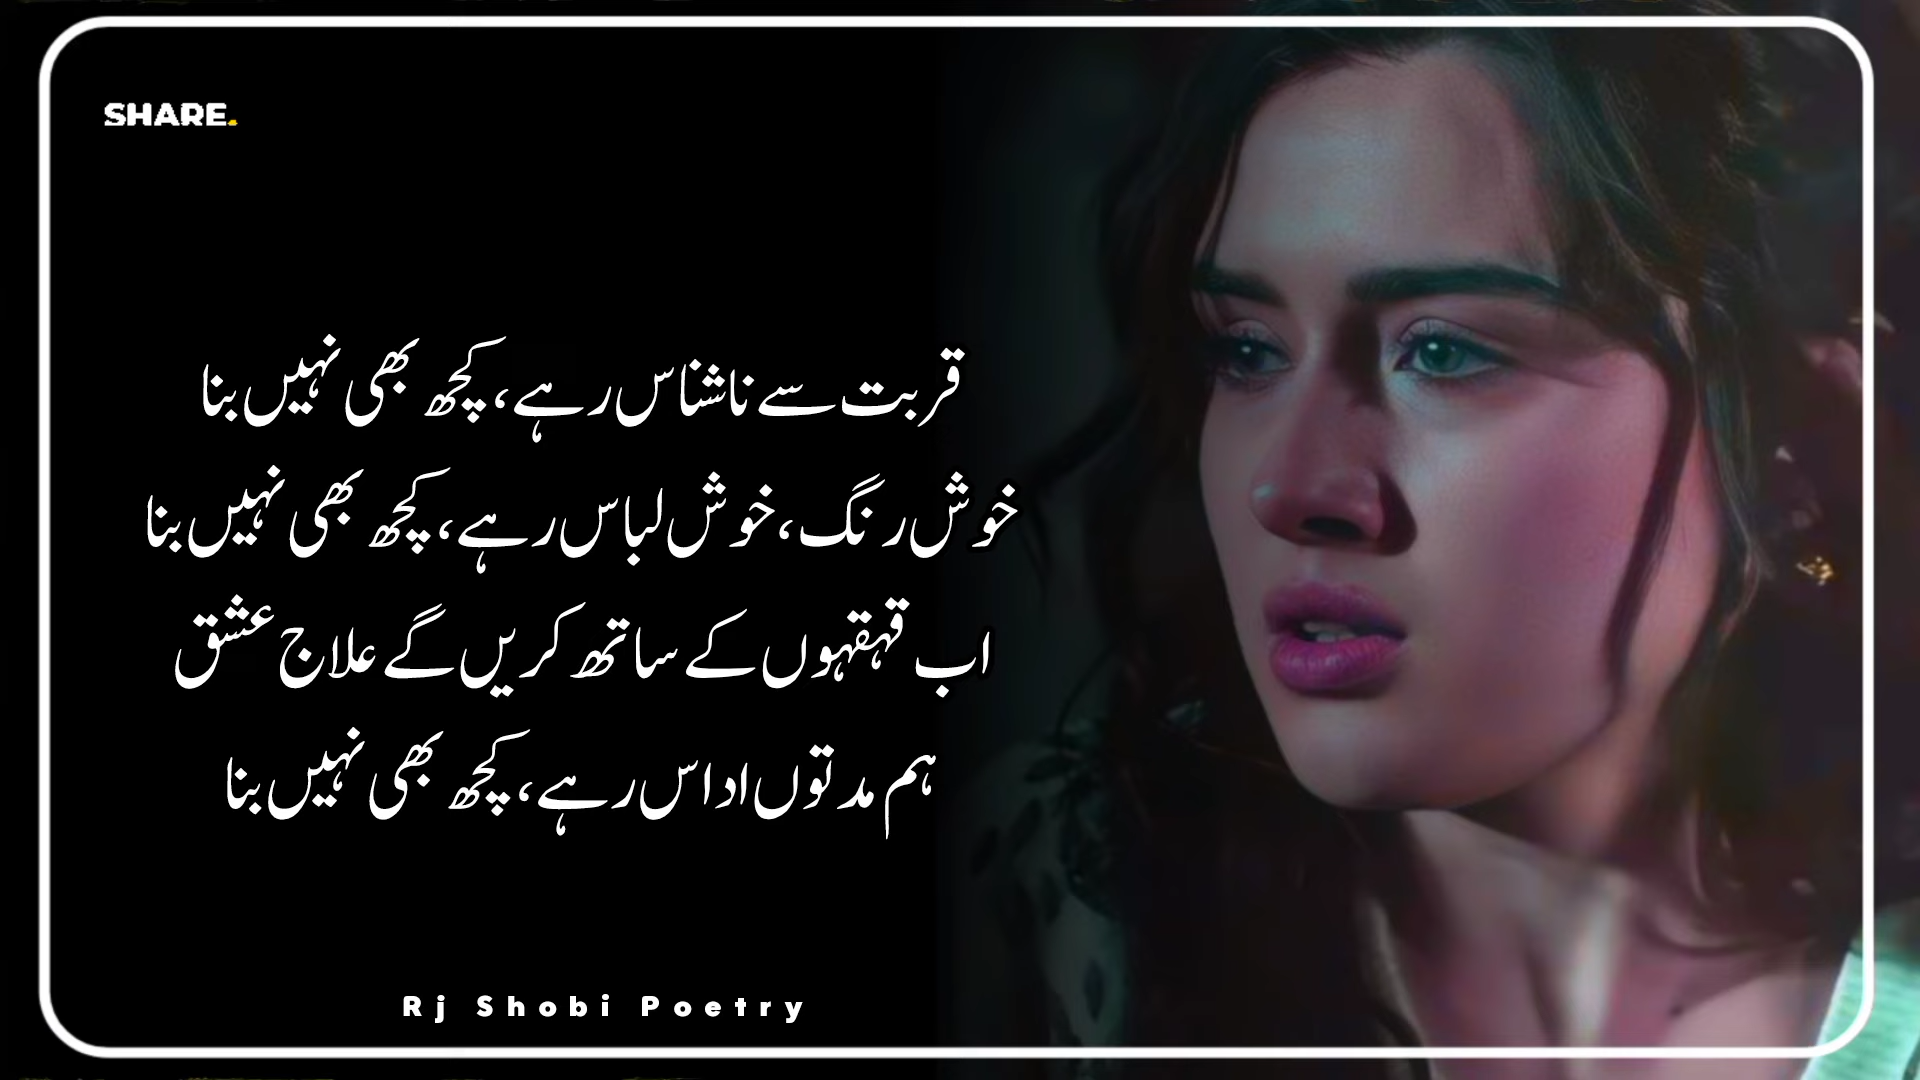 SHARE.
قربت سے ناشناس رہے، کچھ بھی نہیں بنا
خوش رنگ، خوش لباس رہے، کچھ بھی نہیں بنا
اب قہقہوں کے ساتھ کریں گے علاج عشق
ہم مدتوں اداس رہے، کچھ بھی نہیں بنا
Rj Shobi Poetry